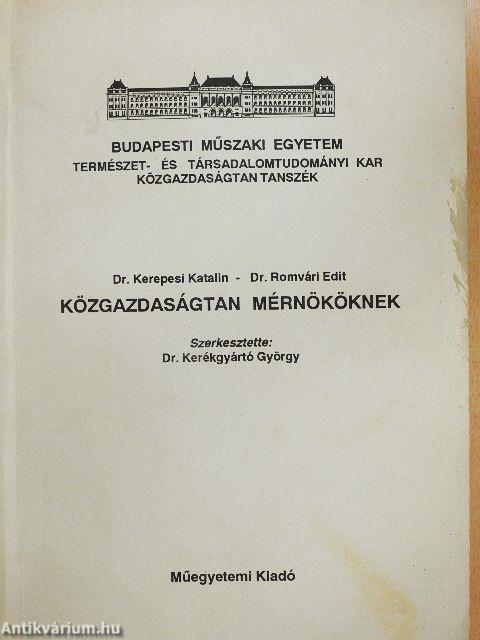 BUDAPESTI MŰSZAKI EGYETEM
TERMÉSZET- ÉS TÁRSADALOMTUDOMÁNYI KAR
KÖZGAZDASÁGTAN TANSZÉK
Dr. Kerepesi Katalin - Dr. Romvári Edit
KÖZGAZDASÁGTAN MÉRNÖKÖKNEK
Szerkesztette:
Dr. Kerékgyártó György
Műegyetemi Kiadó
Antikvárium.hu